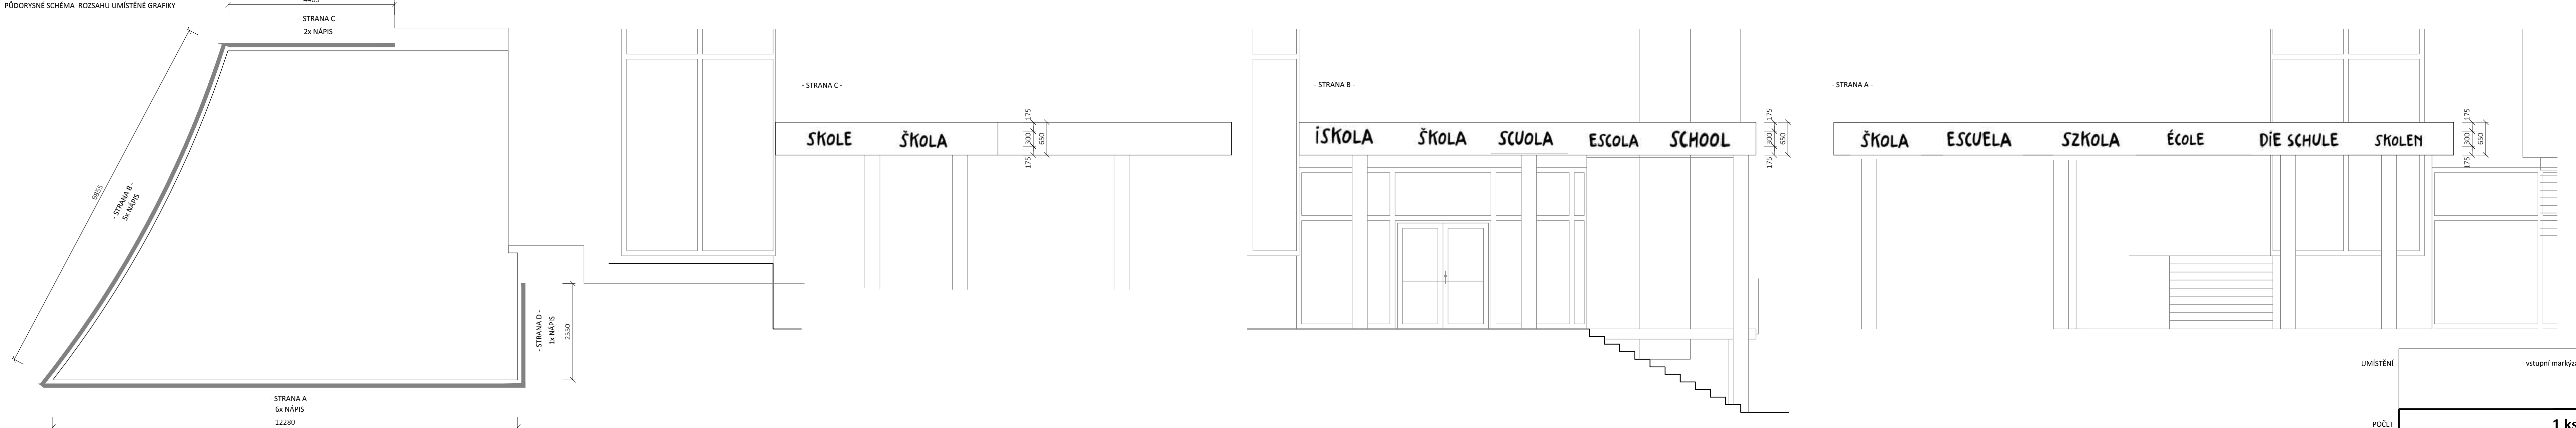 PŮDORYSNÉ SCHÉMA ROZSAHU UMÍSTĚNÉ GRAFIKY
- STRANA C -
2x NÁPIS
9855
- STRANA B -
5x NÁPIS
- STRANA D -
1x NÁPIS
2550
- STRANA A -
6x NÁPIS
12280
- STRANA C -
SKOLE ŠKOLA
175
300
650
175
- STRANA B -
iSKOLA ŠKOLA SCUOLA ESCOLA SCHOOL
175
300
650
175
- STRANA A -
ŠKOLA ESCUELA SZKOLA ÉCOLE DiE SCHULE SKOLEN
175
300
650
175
UMÍSTĚNÍ
vstupní
POČET
1